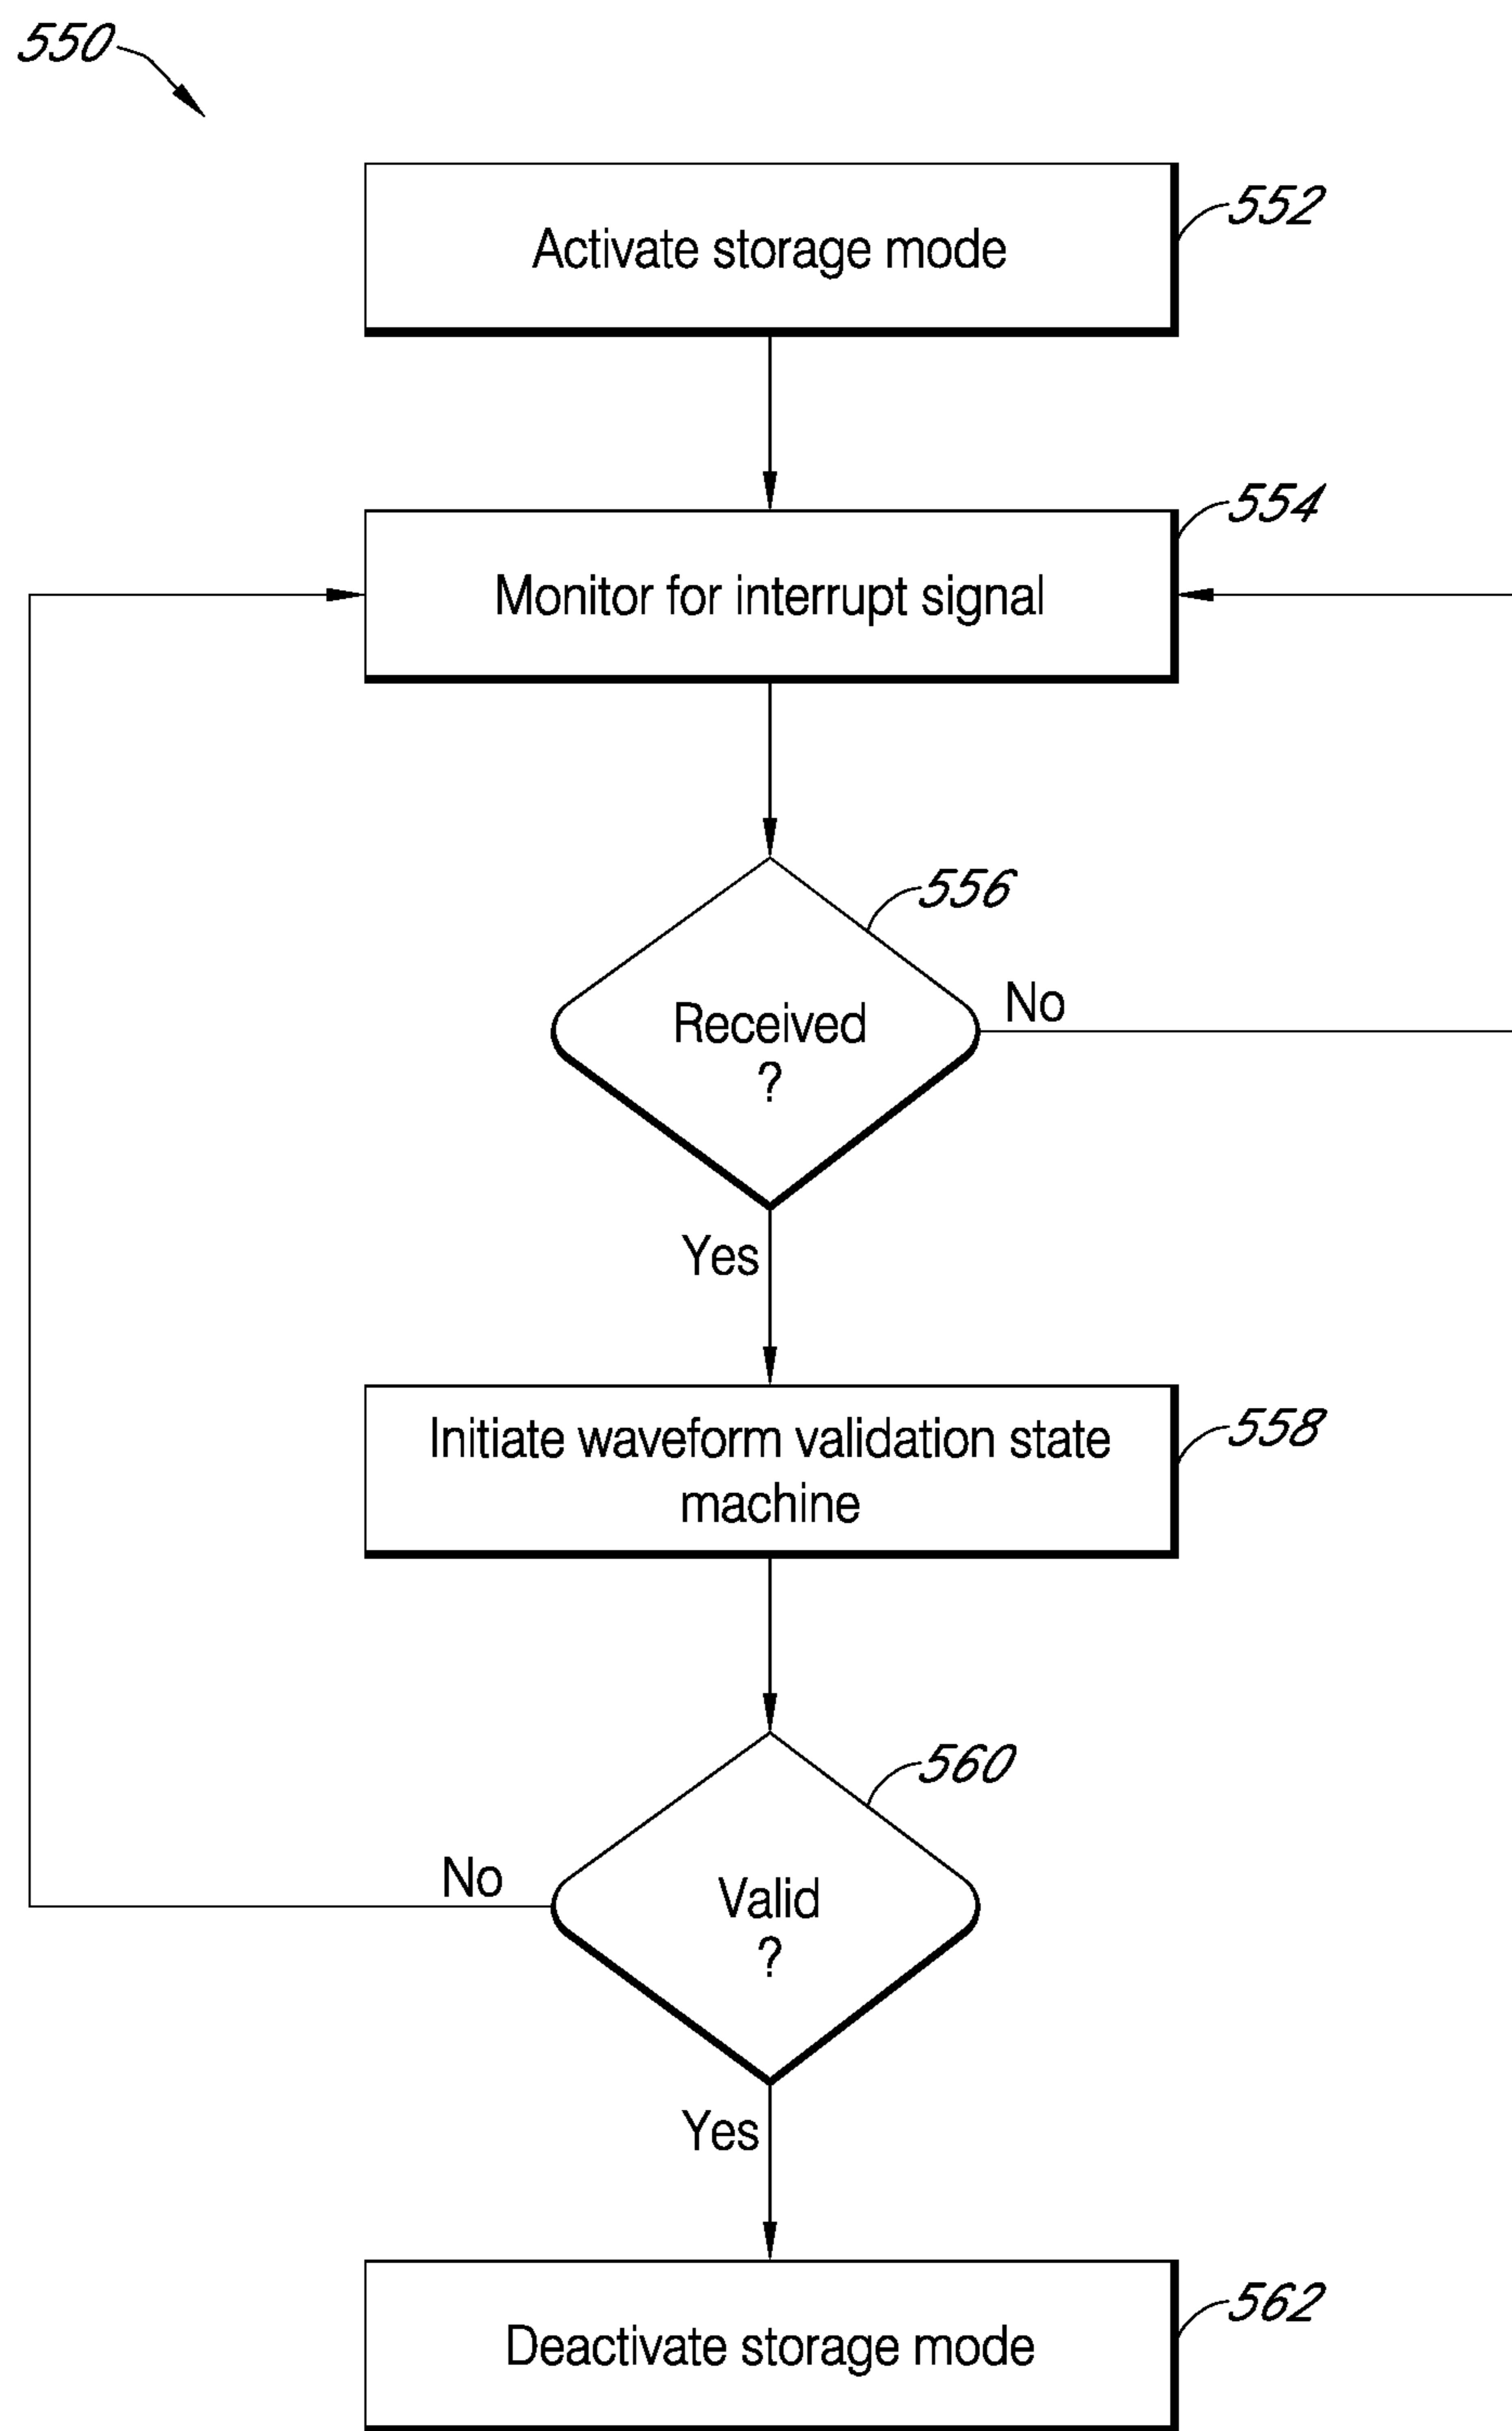 550
552
Activate storage mode
554
Monitor for interrupt signal
556
Received
?
No
Yes
558
Initiate waveform validation state
machine
560
Valid
?
No
Yes
562
Deactivate storage mode